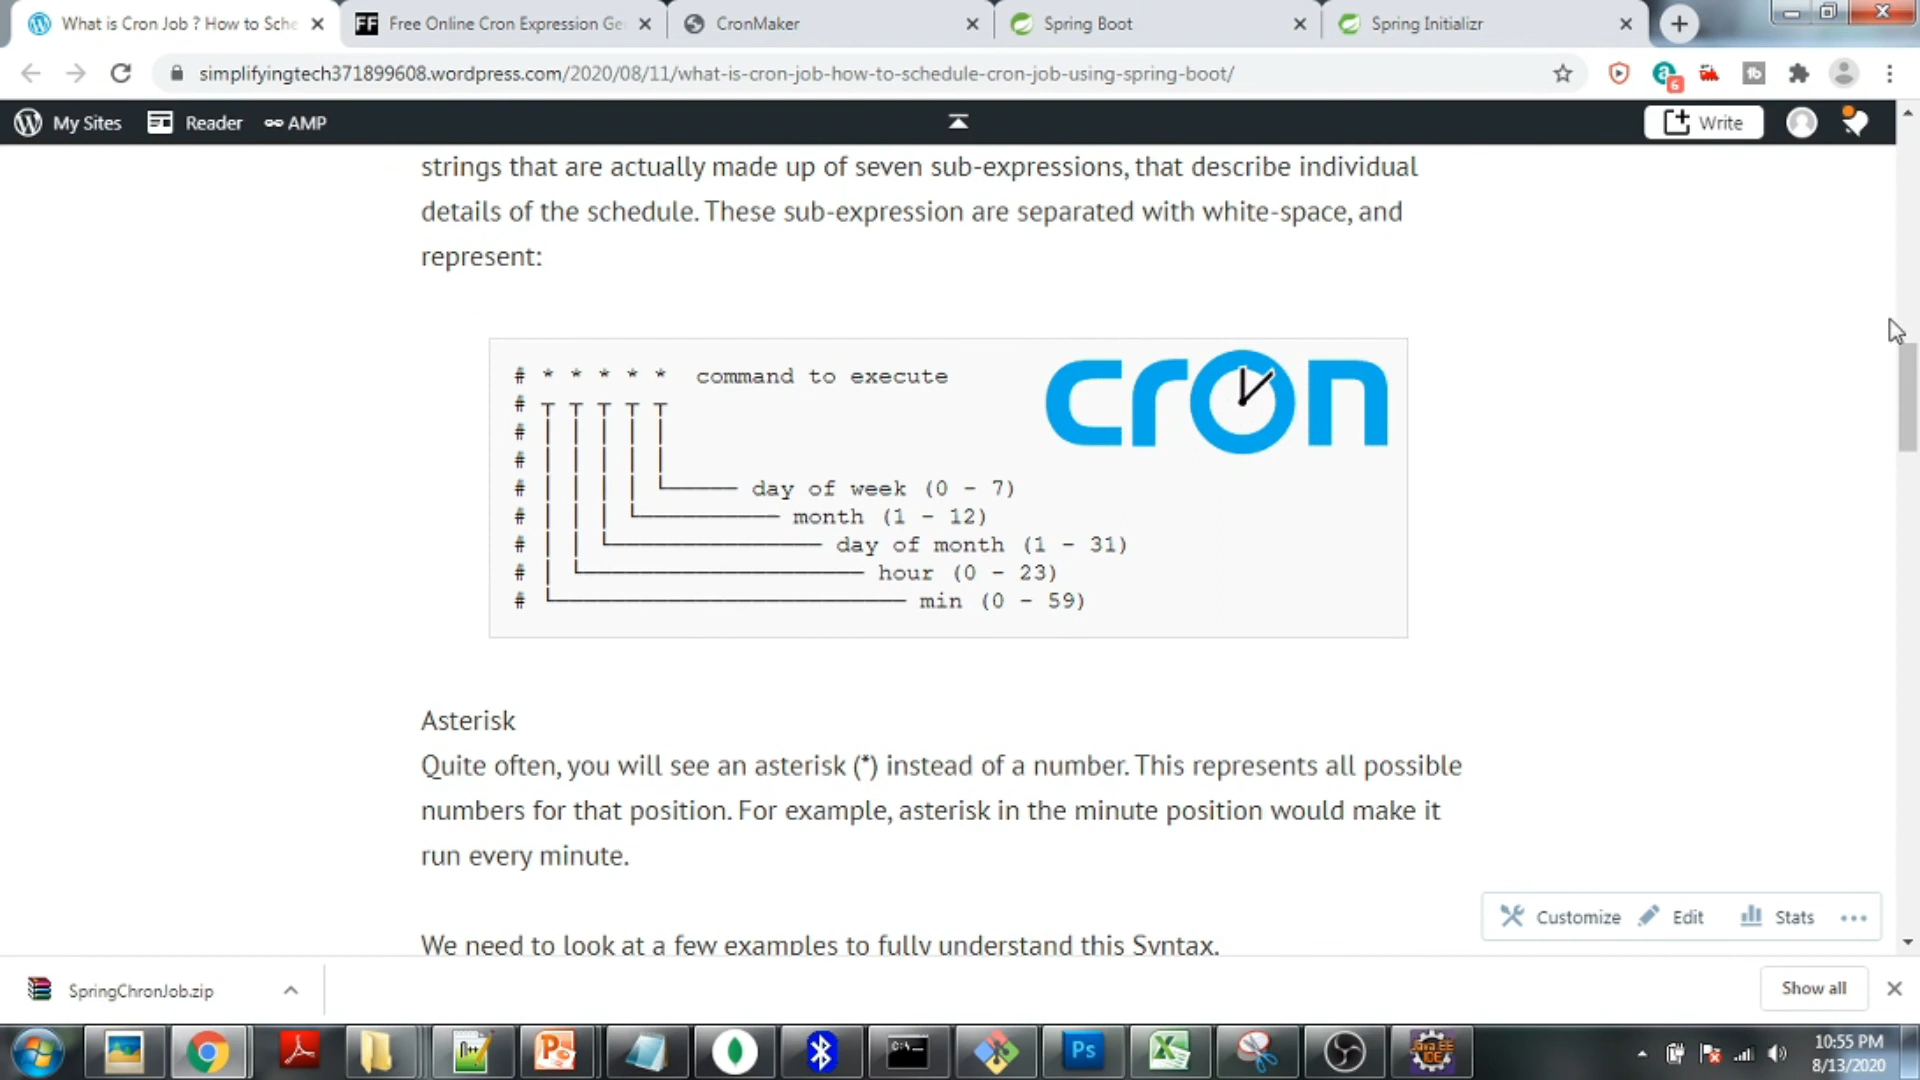 What is Cron Job ? How to Sche
Free Online Cron Expression Ge
CronMaker
Spring Boot
Spring Initializr
simplifyingtech371899608.wordpress.com/2020/08/11/what-is-cron-job-how-to-schedule-cron-job-using-spring-boot/
6
My Sites
Reader
AMP
Write
strings that are actually made up of seven sub-expressions, that describe individual
details of the schedule. These sub-expression are separated with white-space, and
represent:
# * * * * * command to execute
cron
#
#
#
# day of week (0 - 7)
# month (1 - 12)
# day of month (1 - 31)
# hour (0 - 23)
# min (0 - 59)
Asterisk
Quite often, you will see an asterisk (*) instead of a number. This represents all possible
numbers for that position. For example, asterisk in the minute position would make it
run every minute.
Customize
Edit
Stats
We need to look at a few examples to fully understand this Syntax.
SpringChronJob.zip
Show all
Ps
10:55 PM
8/13/2020